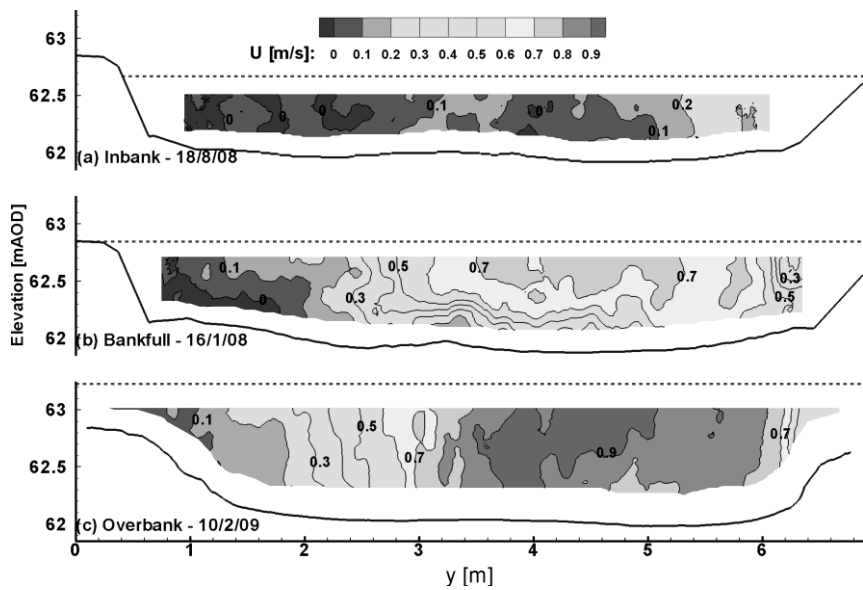 63
62.5
62
U [m/s]:
0 0.1 0.2 0.3 0.4 0.5 0.6 0.7 0.8 0.9
0 0 0 0.1 0 0.1 0.2
(a) Inbank - 18/8/08
Elevation [mAOD]
63
62.5
62
0.1 0 0.3 0.5 0.7 0.7 0.3 0.5
(b) Bankfull - 16/1/08
63
62.5
62
0.1 0.3 0.5 0.7 0.9 0.7
(c) Overbank - 10/2/09
0 1 2 3 4 5 6
y [m]